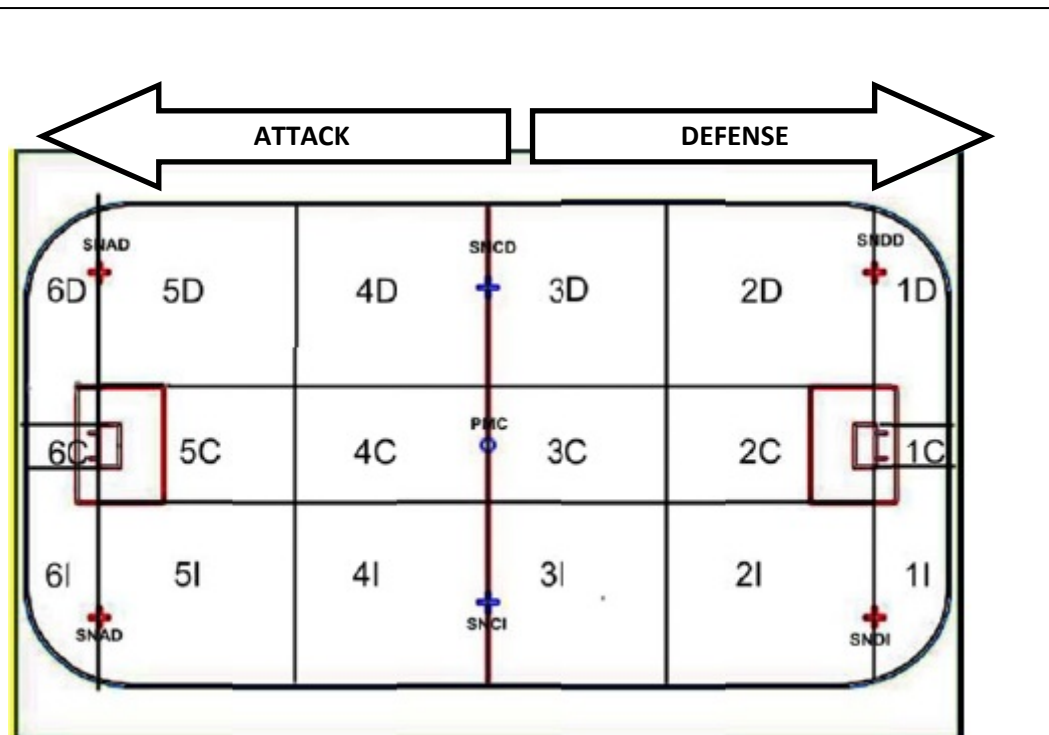 ATTACK DEFENSE
SNAD SNCD SNDD
6D 5D 4D 3D 2D 1D
PMC
6C 5C 4C 3C 2C 1C
6I 5I 4I 3I 2I 1I
SNAD SNCI SNDI